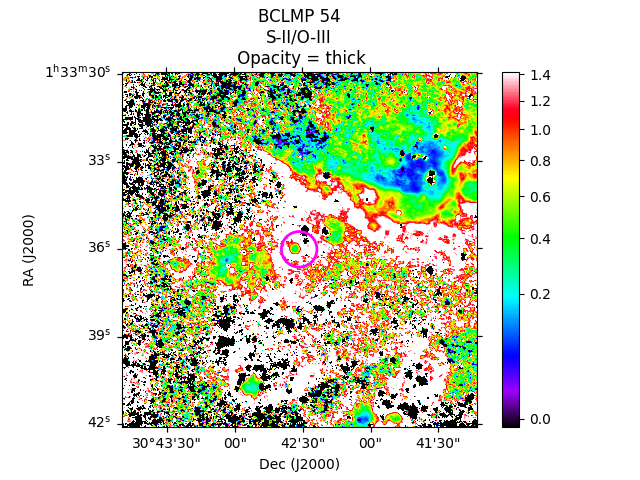 BCLMP 54
S-II/O-III
Opacity = thick
1ʰ33ᵐ30ˢ
33ˢ
36ˢ
39ˢ
42ˢ
RA (J2000)
30°43'30" 00" 42'30" 00" 41'30"
Dec (J2000)
1.4
1.2
1.0
0.8
0.6
0.4
0.2
0.0